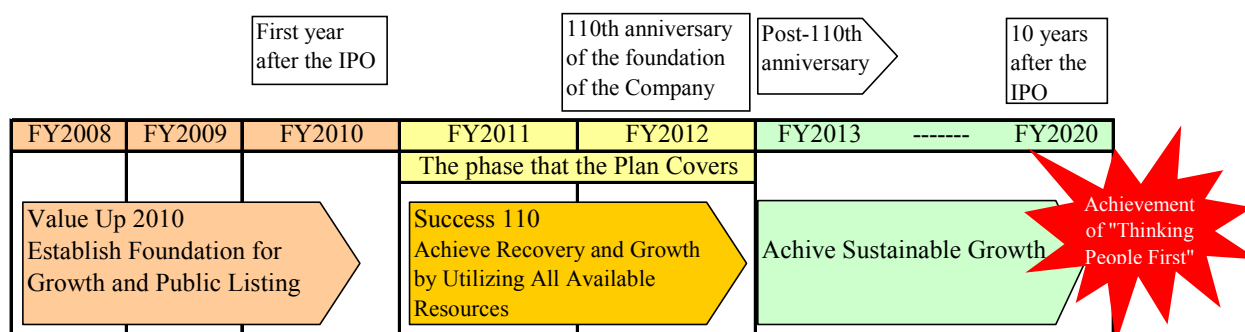 First year
after the IPO
110th anniversary
of the foundation
of the Company
Post-110th
anniversary
10 years
after the
IPO
FY2008
FY2009
FY2010
FY2011
FY2012
FY2013
-------
FY2020
The phase that the Plan Covers
Value Up 2010
Establish Foundation for
Growth and Public Listing
Success 110
Achieve Recovery and Growth
by Utilizing All Available
Resources
Achive Sustainable Growth
Achievement
of "Thinking
People First"